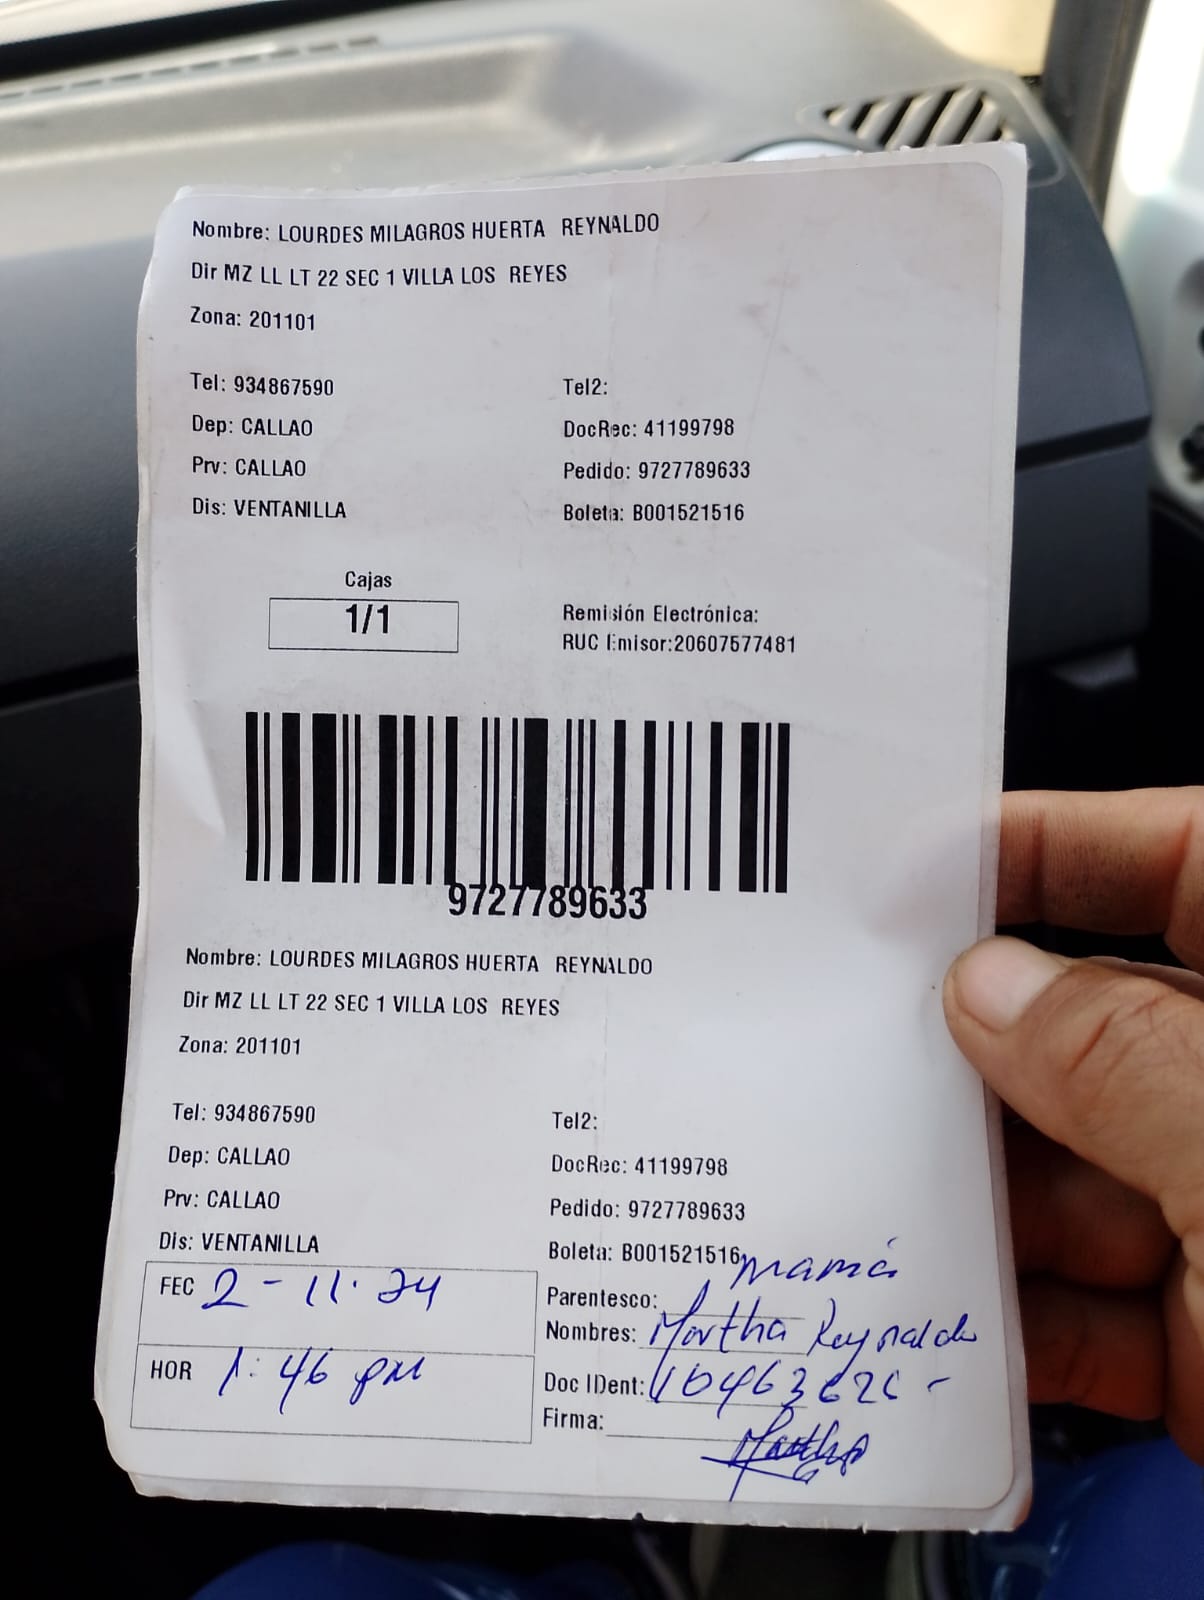 Nombre: LOURDES MILAGROS HUERTA REYNALDO
Dir MZ LL LT 22 SEC 1 VILLA LOS REYES
Zona: 201101
Tel: 934867590 Tel2:
Dep: CALLAO DocRec: 41199798
Prv: CALLAO Pedido: 9727789633
Dis: VENTANILLA Boleta: B001521516
Cajas
1/1
Remisión Electrónica:
RUC Emisor:20607577481
9727789633
Nombre: LOURDES MILAGROS HUERTA REYNALDO
Dir MZ LL LT 22 SEC 1 VILLA LOS REYES
Zona: 201101
Tel: 934867590 Tel2:
Dep: CALLAO DocRec: 41199798
Prv: CALLAO Pedido: 9727789633
Dis: VENTANILLA Boleta: B001521516
FEC 2-11-24
HOR 1:46 pm
Parentesco: mamá
Nombres: Martha Reynaldo
Doc IDent:
Firma: